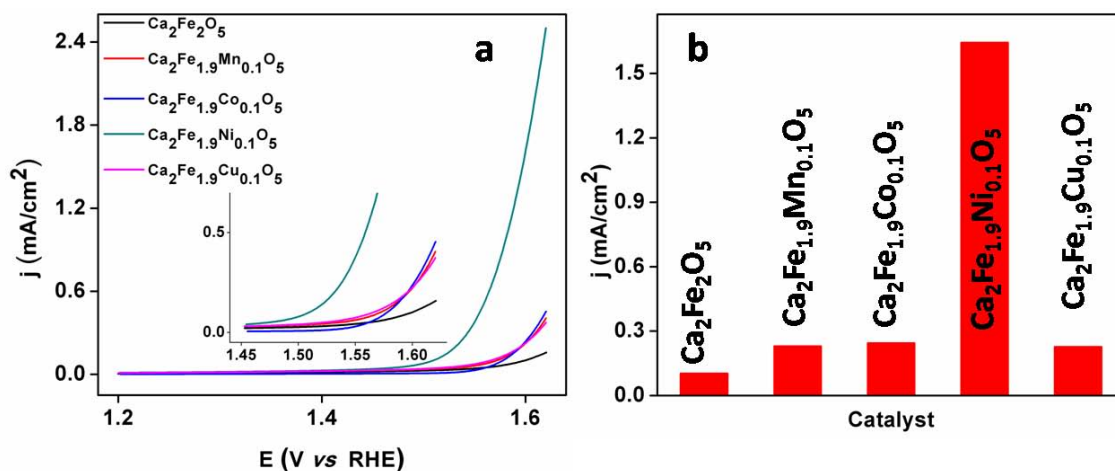 a
Ca2Fe2O5
Ca2Fe1.9Mn0.1O5
Ca2Fe1.9Co0.1O5
Ca2Fe1.9Ni0.1O5
Ca2Fe1.9Cu0.1O5
j (mA/cm2)
2.4
1.8
1.2
0.6
0.0
0.5
0.0
1.45 1.50 1.55 1.60
1.2 1.4 1.6
E (V vs RHE)
b
j (mA/cm2)
1.5
1.2
0.9
0.6
0.3
0.0
Ca2Fe2O5
Ca2Fe1.9Mn0.1O5
Ca2Fe1.9Co0.1O5
Ca2Fe1.9Ni0.1O5
Ca2Fe1.9Cu0.1O5
Catalyst